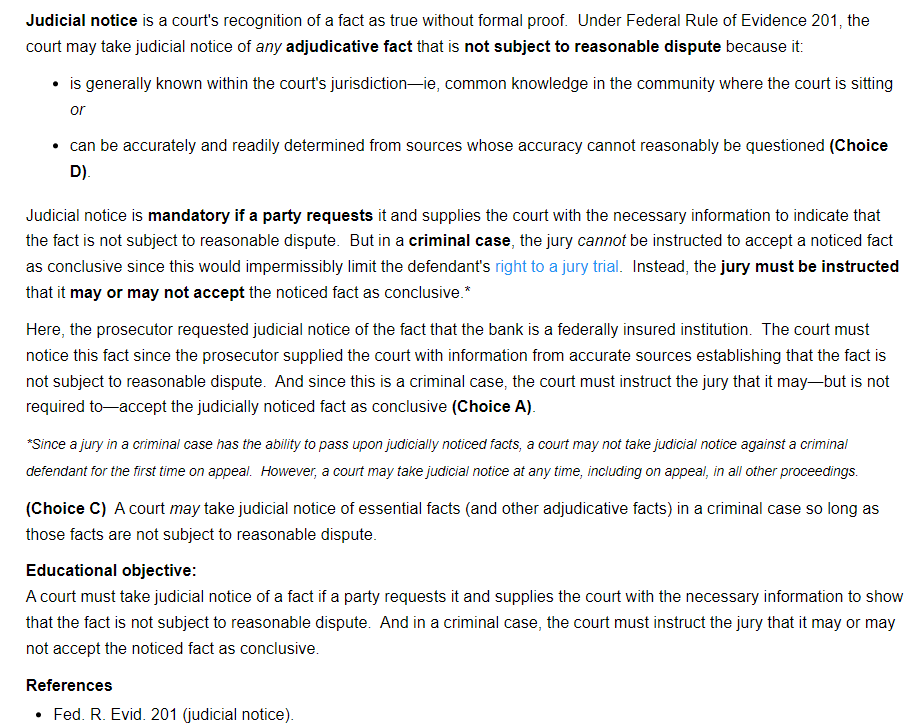 Judicial notice is a court's recognition of a fact as true without formal proof. Under Federal Rule of Evidence 201, the
court may take judicial notice of any adjudicative fact that is not subject to reasonable dispute because it:
• is generally known within the court's jurisdiction—ie, common knowledge in the community where the court is sitting
or
• can be accurately and readily determined from sources whose accuracy cannot reasonably be questioned (Choice
D).
Judicial notice is mandatory if a party requests it and supplies the court with the necessary information to indicate that
the fact is not subject to reasonable dispute. But in a criminal case, the jury cannot be instructed to accept a noticed fact
as conclusive since this would impermissibly limit the defendant's right to a jury trial. Instead, the jury must be instructed
that it may or may not accept the noticed fact as conclusive.*
Here, the prosecutor requested judicial notice of the fact that the bank is a federally insured institution. The court must
notice this fact since the prosecutor supplied the court with information from accurate sources establishing that the fact is
not subject to reasonable dispute. And since this is a criminal case, the court must instruct the jury that it may—but is not
required to—accept the judicially noticed fact as conclusive (Choice A).
*Since a jury in a criminal case has the ability to pass upon judicially noticed facts, a court may not take judicial notice against a criminal
defendant for the first time on appeal. However, a court may take judicial notice at any time, including on appeal, in all other proceedings.
(Choice C) A court may take judicial notice of essential facts (and other adjudicative facts) in a criminal case so long as
those facts are not subject to reasonable dispute.
Educational objective:
A court must take judicial notice of a fact if a party requests it and supplies the court with the necessary information to show
that the fact is not subject to reasonable dispute. And in a criminal case, the court must instruct the jury that it may or may
not accept the noticed fact as conclusive.
References
• Fed. R. Evid. 201 (judicial notice).